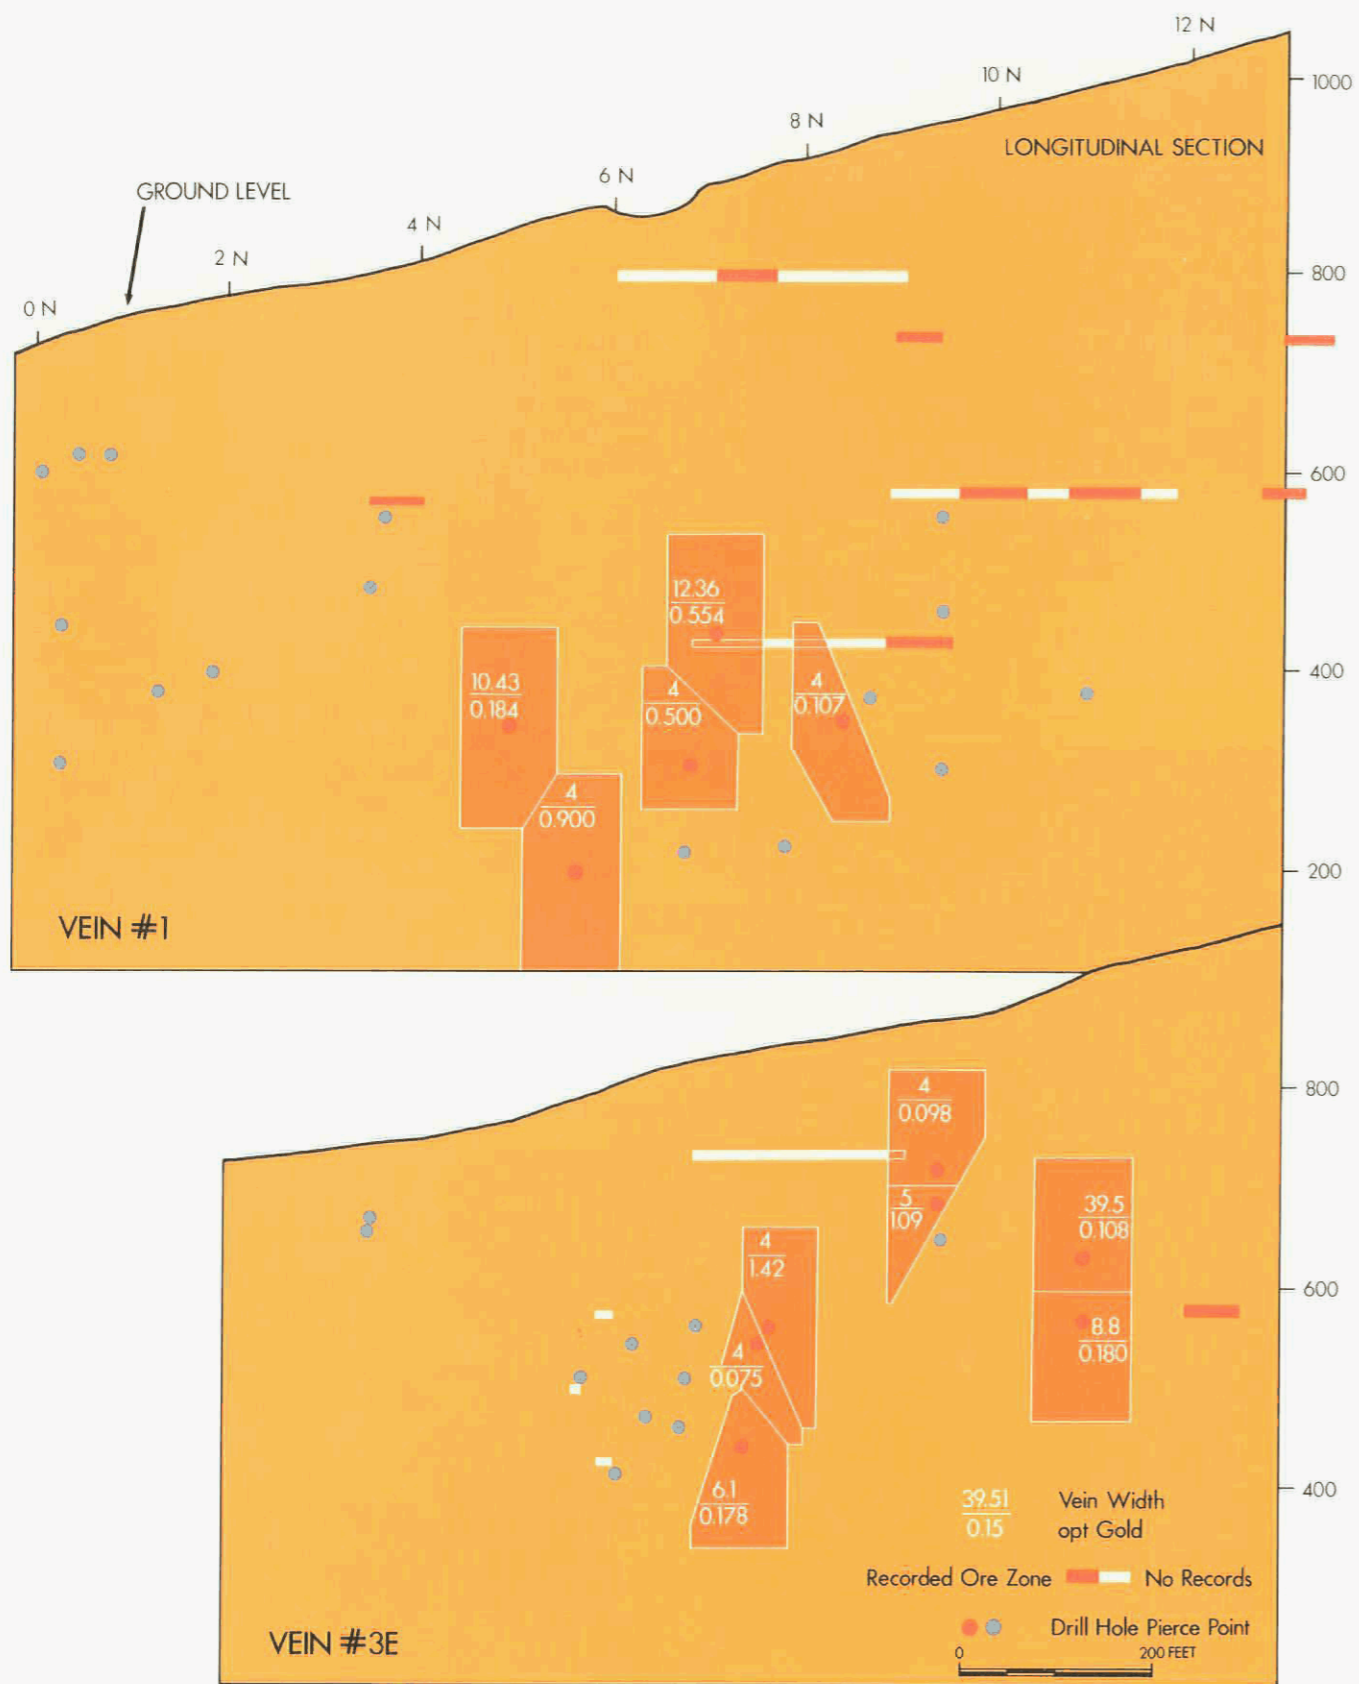 12 N
10 N
1000
8 N
LONGITUDINAL SECTION
6 N
GROUND LEVEL
4 N
2 N
800
0 N
600
12.36
0.554
400
10.43
0.184
4
0.500
4
0.107
4
0.900
200
VEIN #1
800
4
0.098
5
1.09
39.5
0.108
4
1.42
600
8.8
0.180
4
0.075
400
6.1
0.178
39.51
0.15
Vein Width
opt Gold
Recorded Ore Zone No Records
Drill Hole Pierce Point
VEIN #3E
0 200 FEET